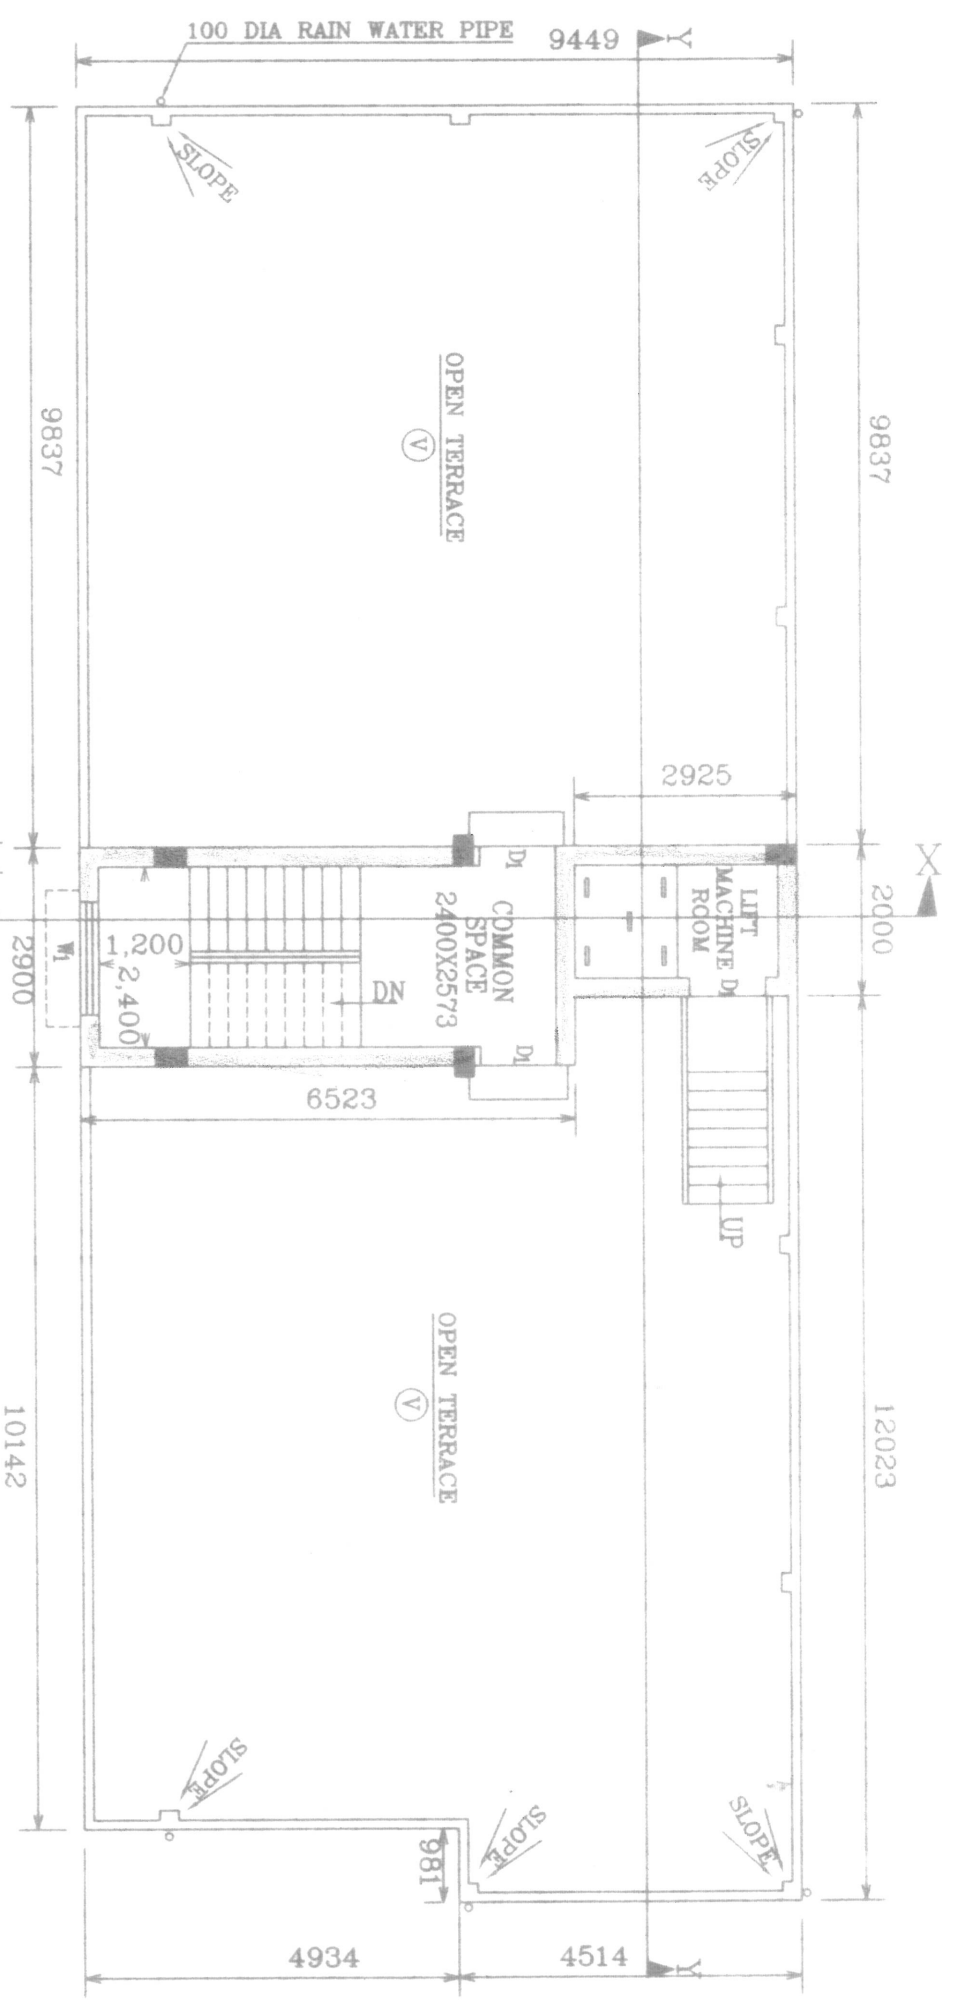 100 DIA RAIN WATER PIPE
9449
Y
SLOPE
SLOPE
9837
9837
OPEN TERRACE
V
2925
X
2000
LIFT
MACHINE
ROOM
D1
D1
COMMON
SPACE
2400X2573
DN
1,200
2,400
W1
2900
D1
6523
UP
OPEN TERRACE
V
10142
12023
SLOPE
SLOPE
SLOPE
981
4934
4514
Y